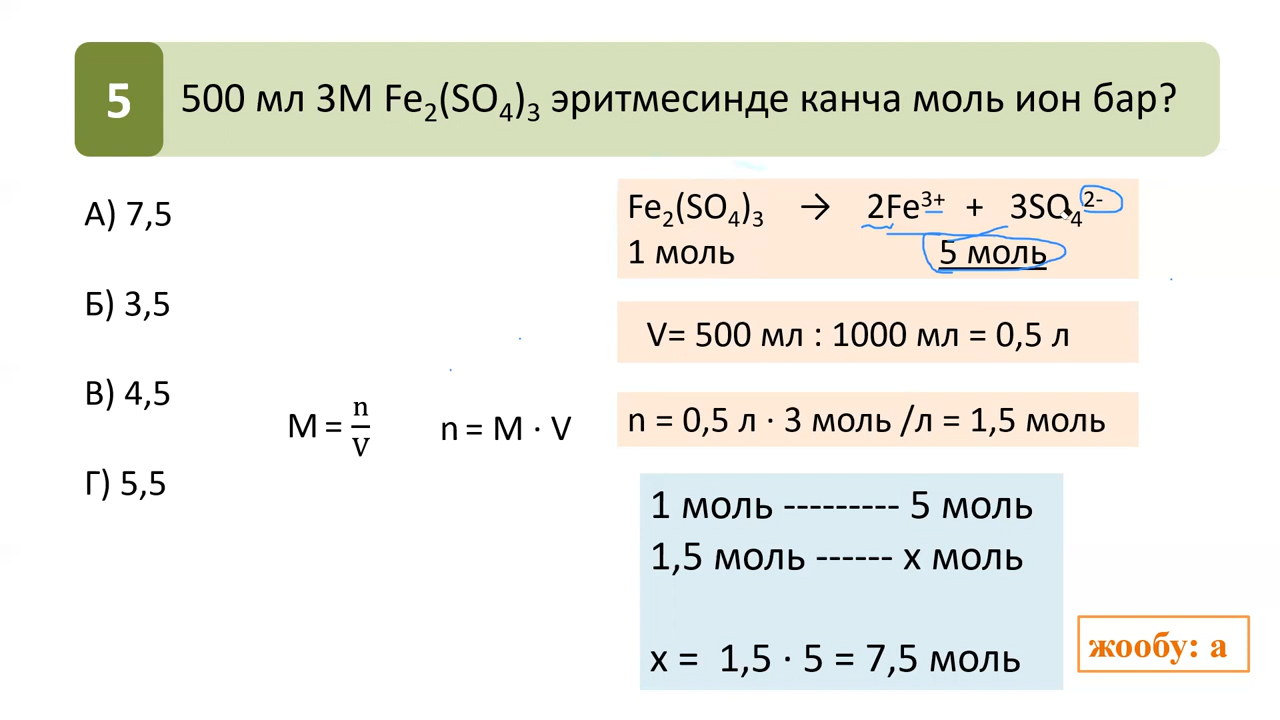 5
500 мл 3М Fe₂(SO₄)₃ эритмесинде канча моль ион бар?
А) 7,5
Б) 3,5
В) 4,5
Г) 5,5
M = n/V
n = M · V
Fe₂(SO₄)₃ → 2Fe³⁺ + 3SO₄²⁻
1 моль 5 моль
V= 500 мл : 1000 мл = 0,5 л
n = 0,5 л · 3 моль /л = 1,5 моль
1 моль --------- 5 моль
1,5 моль ------ х моль
х = 1,5 · 5 = 7,5 моль
жообу: а